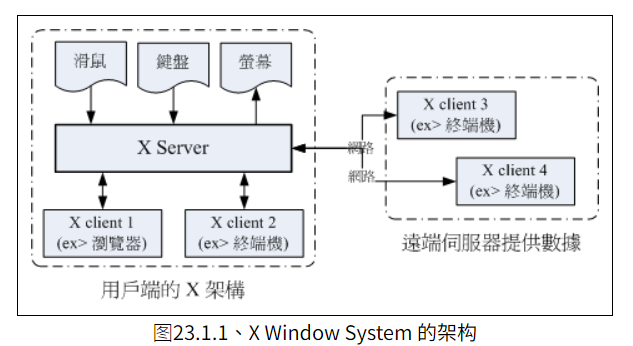 滑鼠
鍵盤
螢幕
X Server
X client 1
(ex> 瀏覽器)
X client 2
(ex> 終端機)
用戶端的 X 架構
網路
網路
X client 3
(ex> 終端機)
X client 4
(ex> 終端機)
遠端伺服器提供數據
图23.1.1、X Window System 的架构